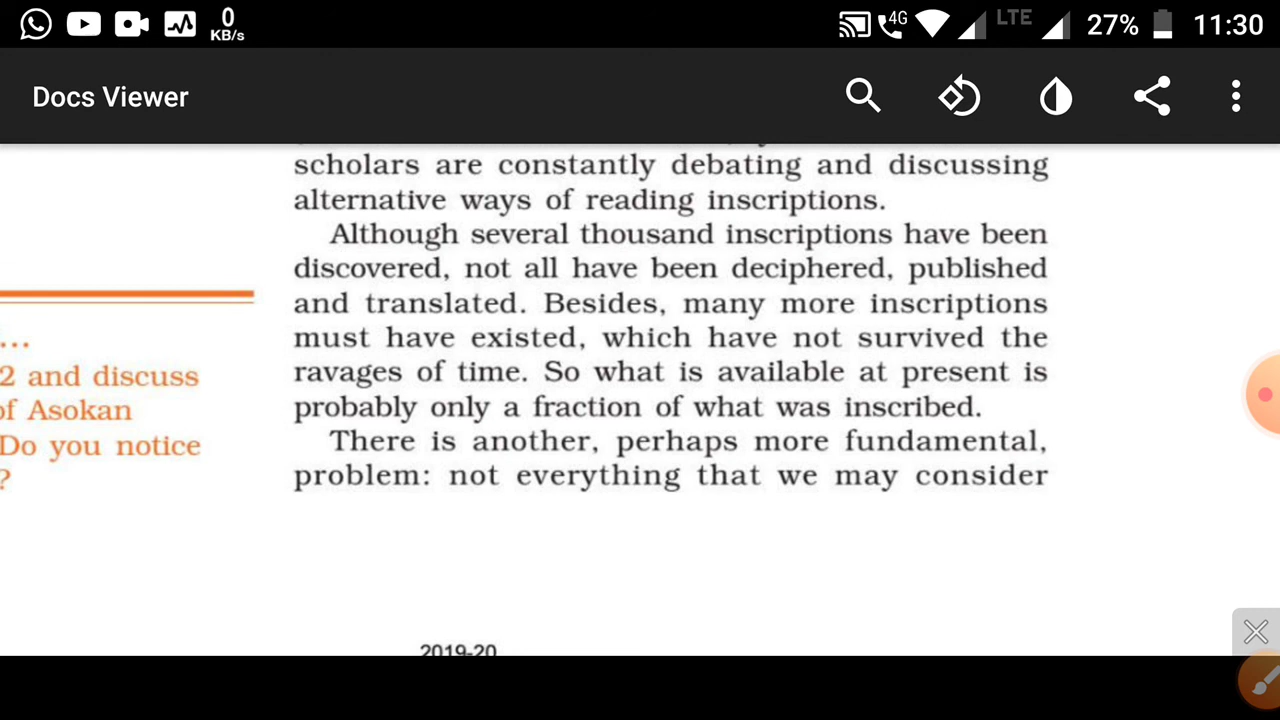 0
KB/s
4G
LTE
27%
11:30
Docs Viewer
scholars are constantly debating and discussing
alternative ways of reading inscriptions.
Although several thousand inscriptions have been
discovered, not all have been deciphered, published
and translated. Besides, many more inscriptions
must have existed, which have not survived the
ravages of time. So what is available at present is
probably only a fraction of what was inscribed.
There is another, perhaps more fundamental,
problem: not everything that we may consider
...
2 and discuss
of Asokan
Do you notice
?
2019-20